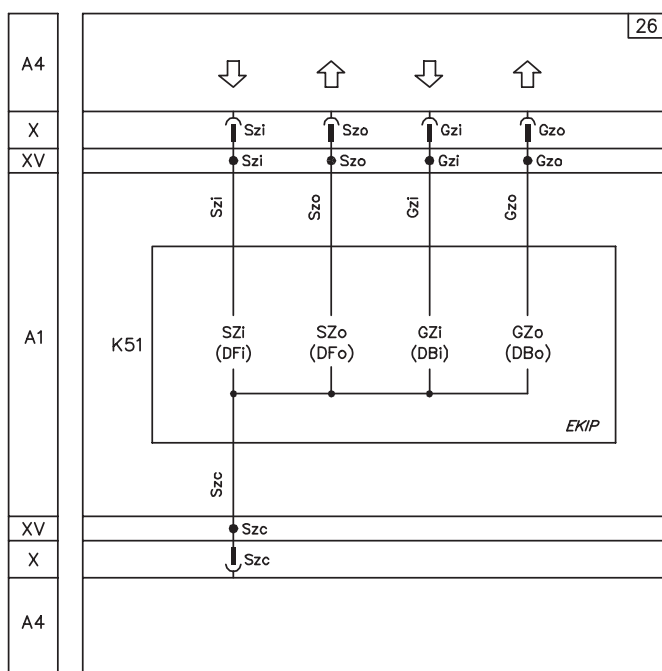 26
A4
X
Szi Szo Gzi Gzo
XV
Szi Szo Gzi Gzo
Szi Szo Gzi Gzo
A1
K51
SZi SZo GZi GZo
(DFi) (DFo) (DBi) (DBo)
EKIP
Szc
XV
Szc
X
Szc
A4